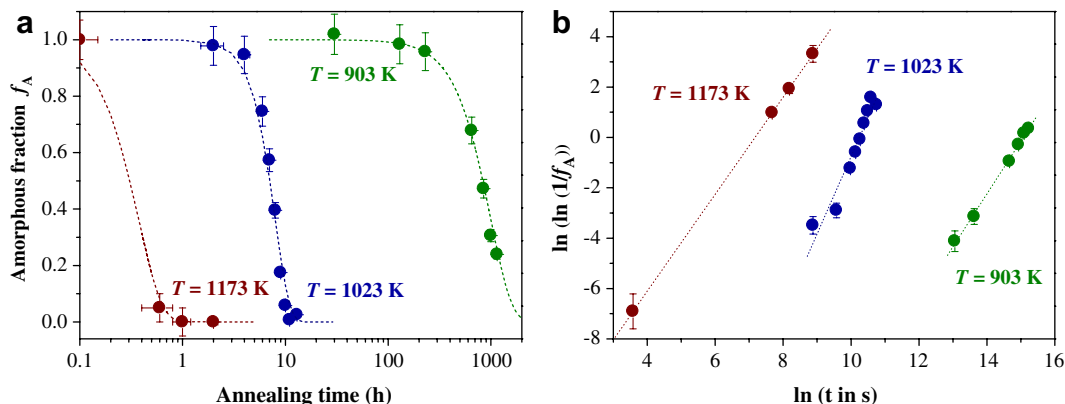 a
1.0
0.8
0.6
0.4
0.2
0.0
Amorphous fraction f_A
T = 903 K
T = 1173 K
T = 1023 K
0.1
1
10
100
1000
Annealing time (h)
b
4
2
0
-2
-4
-6
-8
ln (ln (1/f_A))
T = 1173 K
T = 1023 K
T = 903 K
4
6
8
10
12
14
16
ln (t in s)